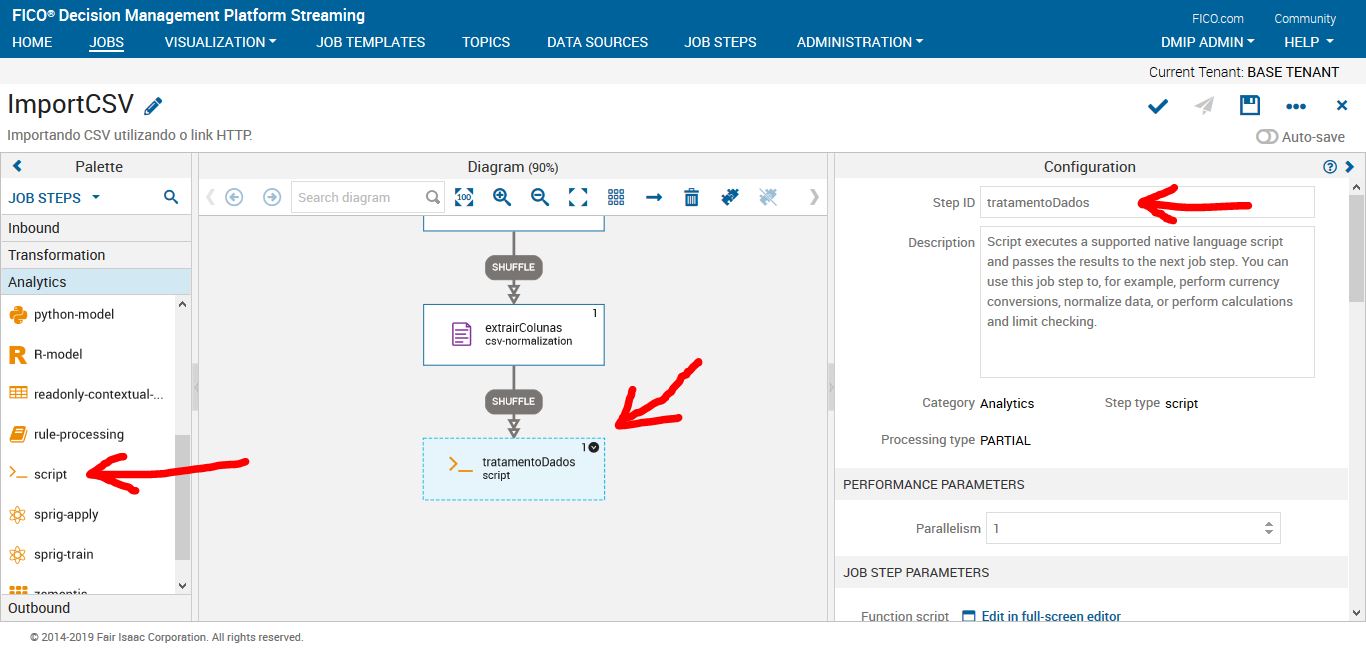 FICO® Decision Management Platform Streaming
FICO.com Community
HOME JOBS VISUALIZATION JOB TEMPLATES TOPICS DATA SOURCES JOB STEPS ADMINISTRATION DMIP ADMIN HELP
Current Tenant: BASE TENANT
ImportCSV
Importando CSV utilizando o link HTTP.
Auto-save
Palette
JOB STEPS
Inbound
Transformation
Analytics
python-model
R-model
readonly-contextual-...
rule-processing
script
sprig-apply
sprig-train
zementis
Outbound
Diagram (90%)
Search diagram
100
SHUFFLE
1
extrairColunas
csv-normalization
SHUFFLE
1
tratamentoDados
script
Configuration
Step ID tratamentoDados
Description Script executes a supported native language script
and passes the results to the next job step. You can
use this job step to, for example, perform currency
conversions, normalize data, or perform calculations
and limit checking.
Category Analytics Step type script
Processing type PARTIAL
PERFORMANCE PARAMETERS
Parallelism 1
JOB STEP PARAMETERS
Function script Edit in full-screen editor
© 2014-2019 Fair Isaac Corporation. All rights reserved.